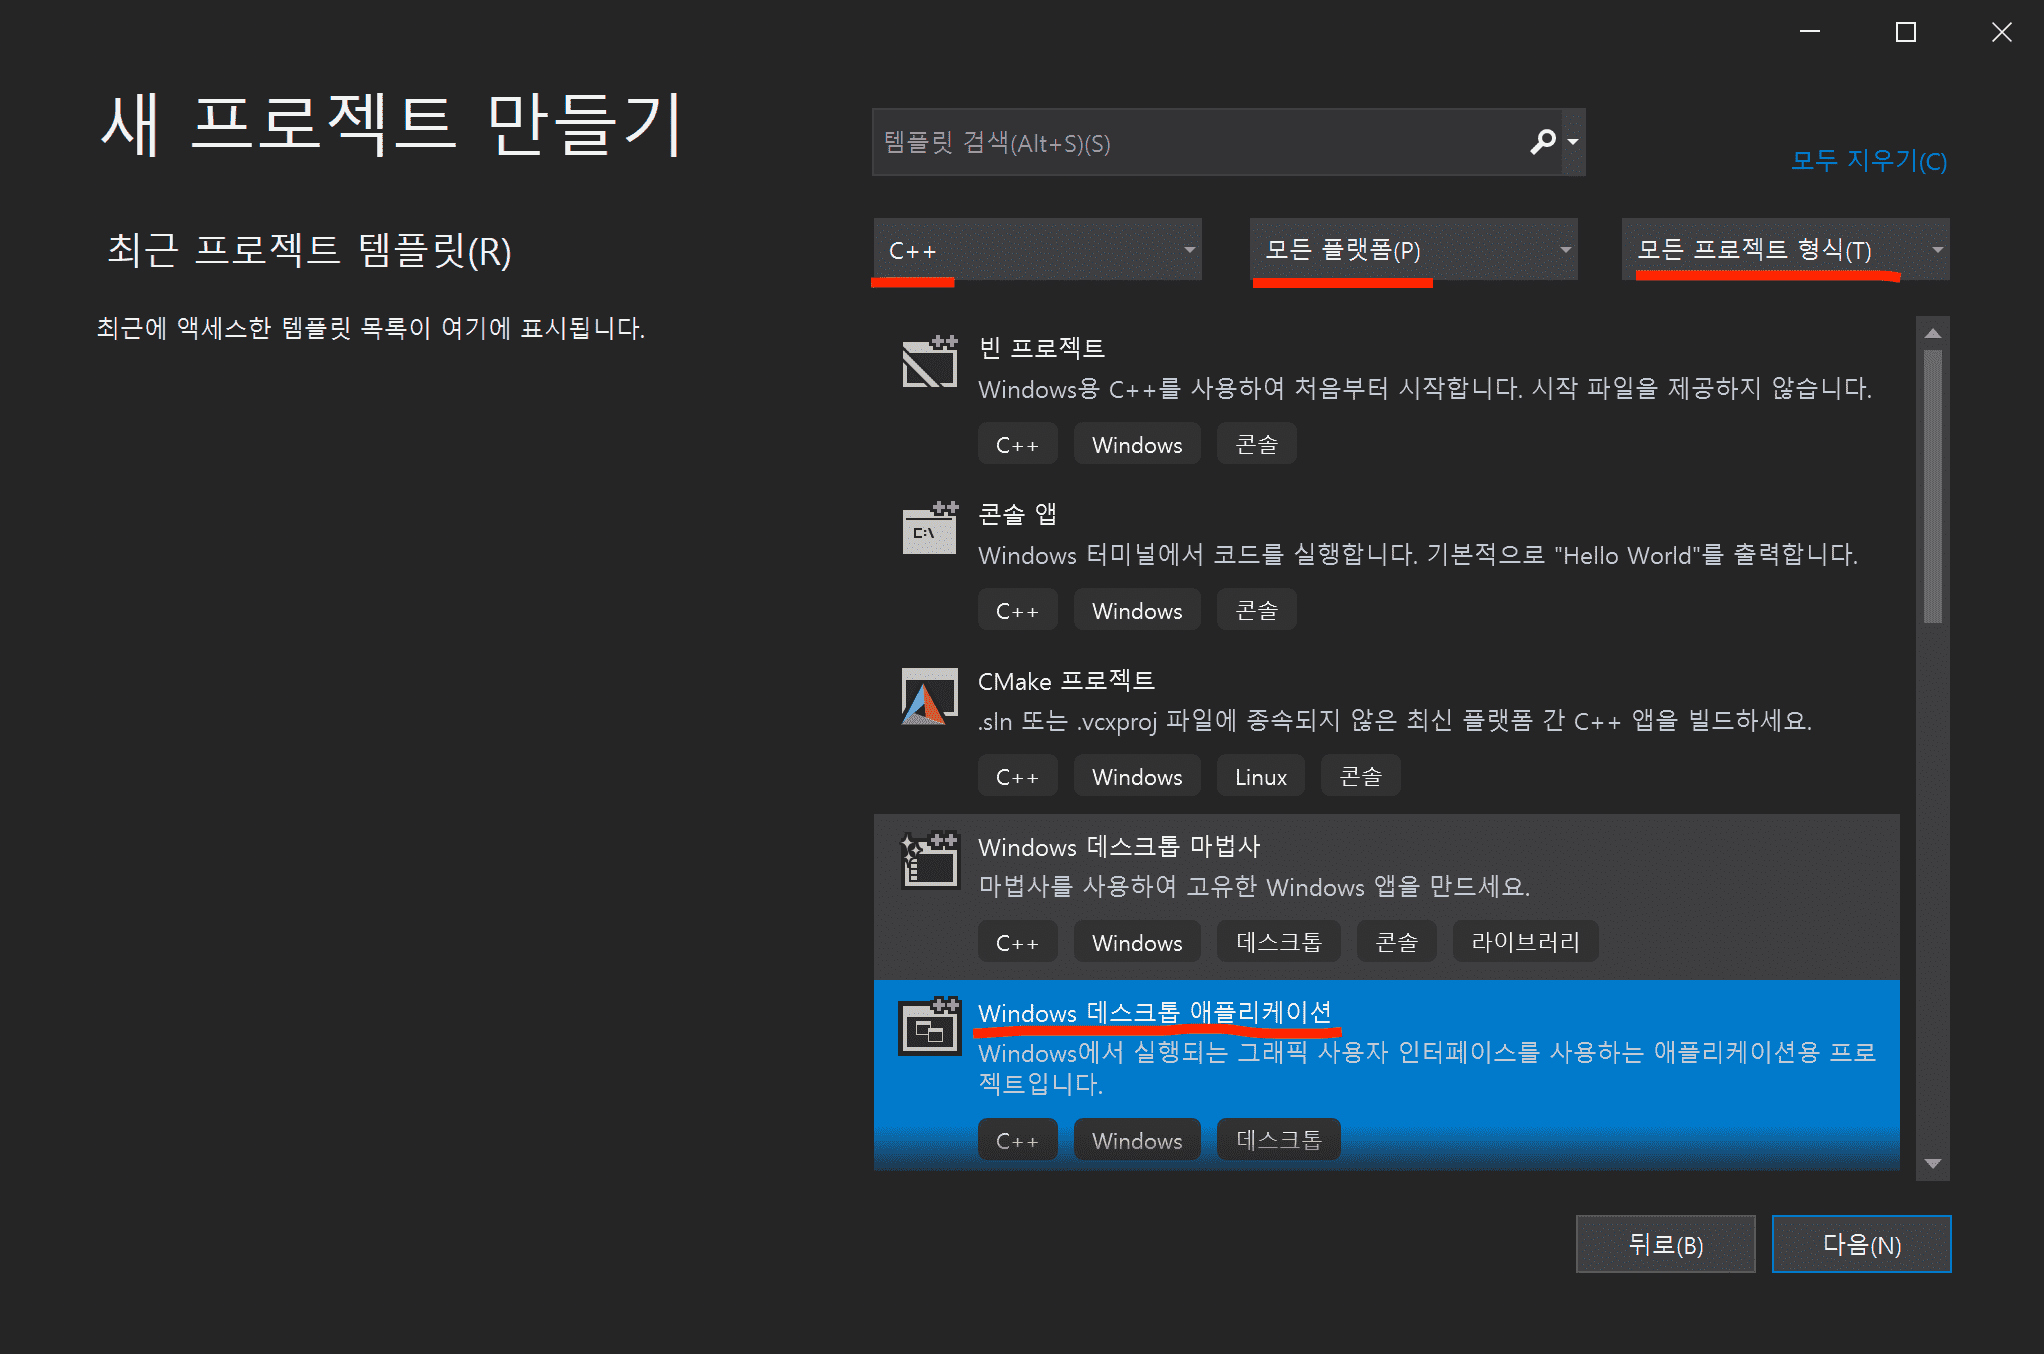 새 프로젝트 만들기
최근 프로젝트 템플릿(R)
최근에 액세스한 템플릿 목록이 여기에 표시됩니다.
템플릿 검색(Alt+S)(S)
모두 지우기(C)
C++
모든 플랫폼(P)
모든 프로젝트 형식(T)
빈 프로젝트
Windows용 C++를 사용하여 처음부터 시작합니다. 시작 파일을 제공하지 않습니다.
C++ Windows 콘솔
콘솔 앱
C:\
Windows 터미널에서 코드를 실행합니다. 기본적으로 "Hello World"를 출력합니다.
C++ Windows 콘솔
CMake 프로젝트
.sln 또는 .vcxproj 파일에 종속되지 않은 최신 플랫폼 간 C++ 앱을 빌드하세요.
C++ Windows Linux 콘솔
Windows 데스크톱 마법사
마법사를 사용하여 고유한 Windows 앱을 만드세요.
C++ Windows 데스크톱 콘솔 라이브러리
Windows 데스크톱 애플리케이션
Windows에서 실행되는 그래픽 사용자 인터페이스를 사용하는 애플리케이션용 프로
젝트입니다.
C++ Windows 데스크톱
뒤로(B)
다음(N)